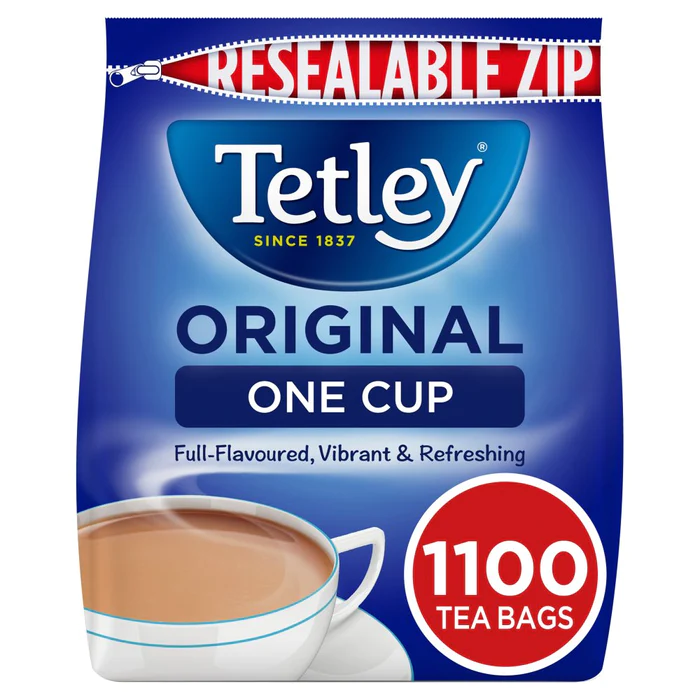 RESEALABLE ZIP
Tetley®
SINCE 1837
ORIGINAL
ONE CUP
Full-Flavoured, Vibrant & Refreshing
1100
TEA BAGS